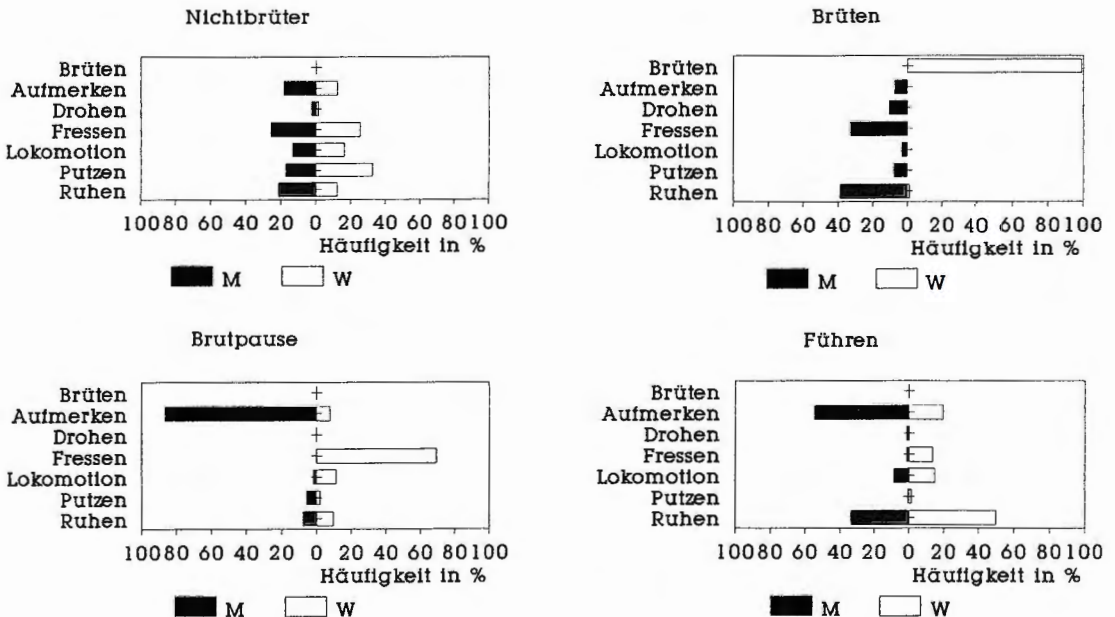 Nichtbrüter
Brüten
Aufmerken
Drohen
Fressen
Lokomotion
Putzen
Ruhen
100 80 60 40 20 0 20 40 60 80 100
Häufigkeit in %
M W
Brüten
Brüten
Aufmerken
Drohen
Fressen
Lokomotion
Putzen
Ruhen
100 80 60 40 20 0 20 40 60 80 100
Häufigkeit in %
M W
Brutpause
Brüten
Aufmerken
Drohen
Fressen
Lokomotion
Putzen
Ruhen
100 80 60 40 20 0 20 40 60 80 100
Häufigkeit in %
M W
Führen
Brüten
Aufmerken
Drohen
Fressen
Lokomotion
Putzen
Ruhen
100 80 60 40 20 0 20 40 60 80 100
Häufigkeit in %
M W